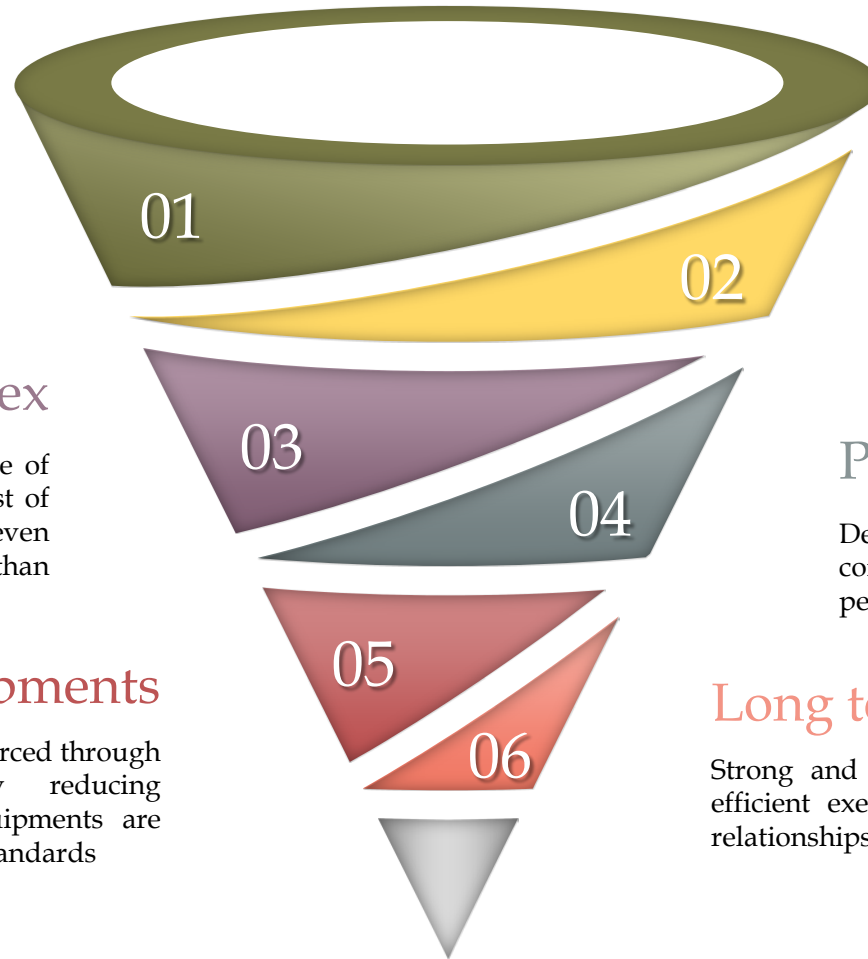 01
02
ex
03
e of
st of
even
than
P
04
De
co
pe
05
pments
rced through
y reducing
uipments are
andards
06
Long t
Strong and
efficient exe
relationships